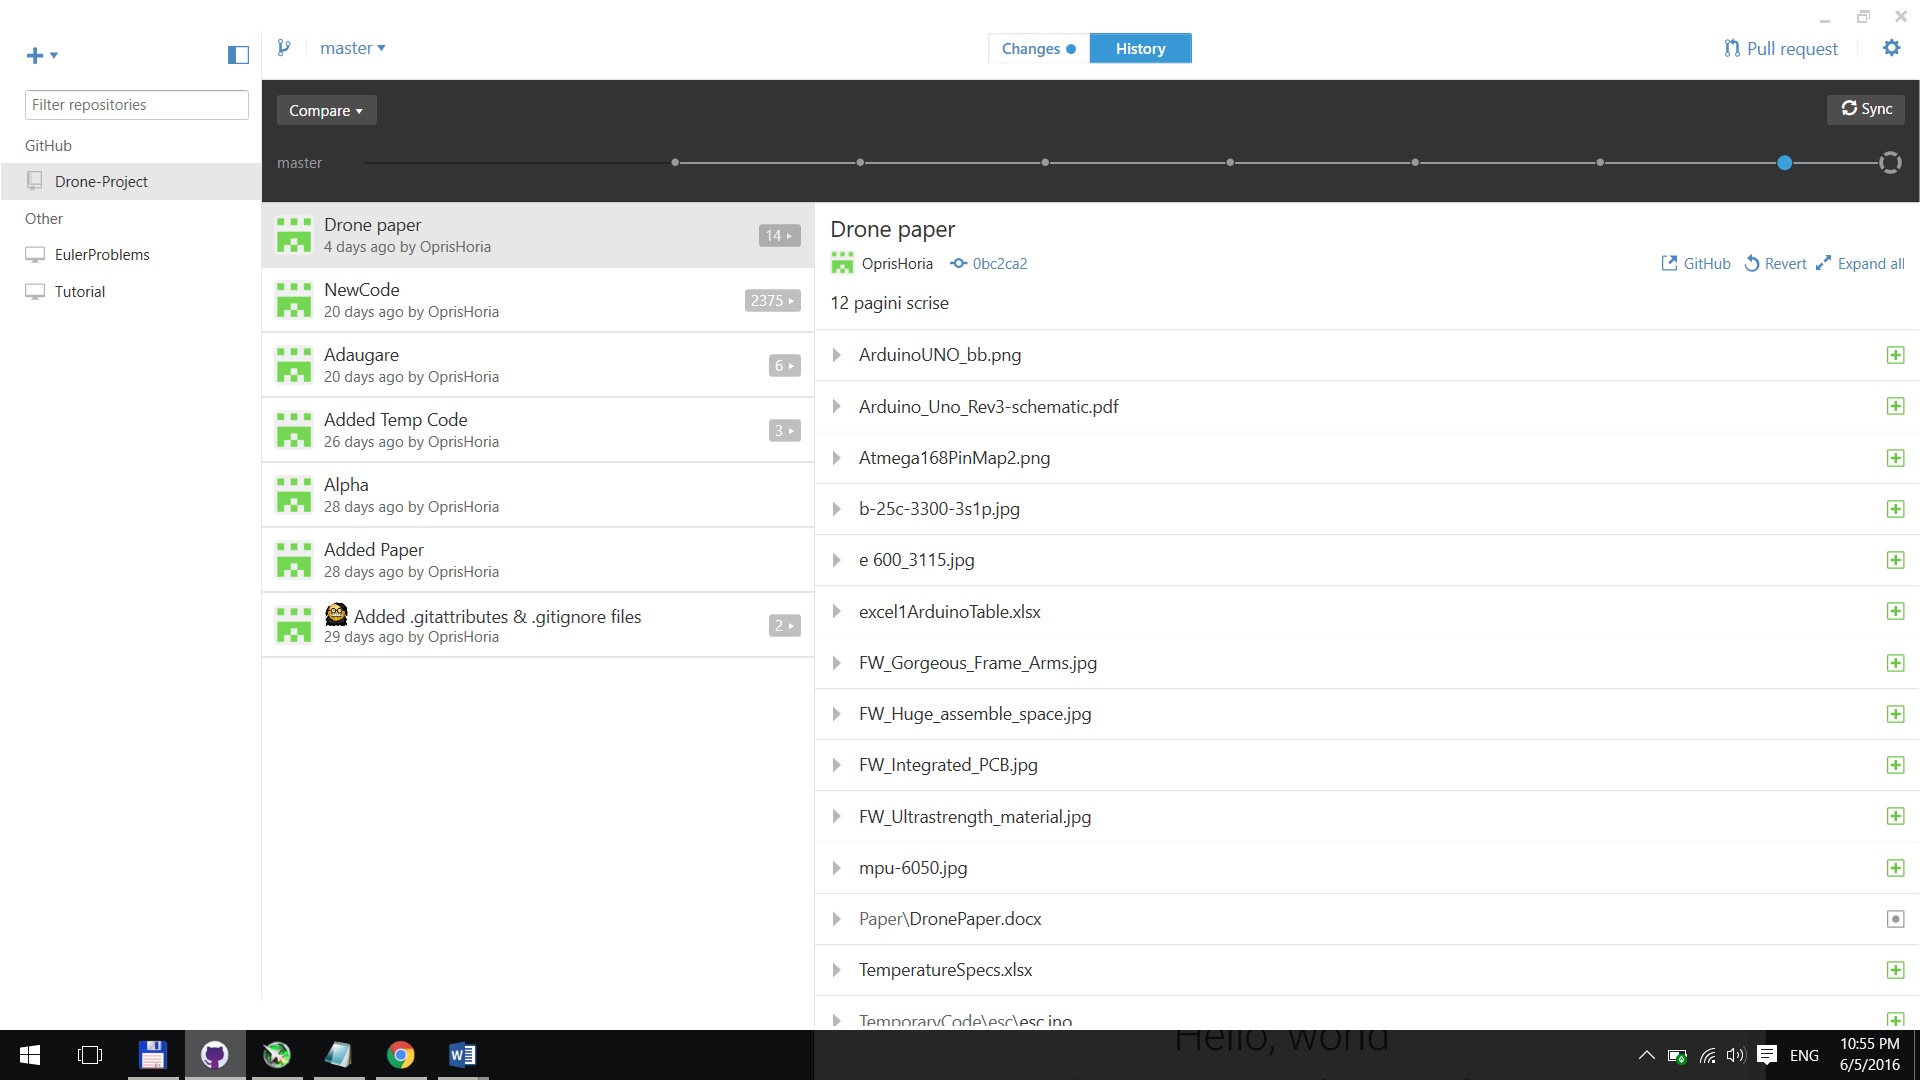 master
Changes
History
Pull request
Filter repositories
GitHub
Drone-Project
Other
EulerProblems
Tutorial
Compare
Sync
master
Drone paper
4 days ago by OprisHoria
14
NewCode
20 days ago by OprisHoria
2375
Adaugare
20 days ago by OprisHoria
6
Added Temp Code
26 days ago by OprisHoria
3
Alpha
28 days ago by OprisHoria
Added Paper
28 days ago by OprisHoria
Added .gitattributes & .gitignore files
29 days ago by OprisHoria
2
Drone paper
OprisHoria 0bc2ca2
GitHub Revert Expand all
12 pagini scrise
ArduinoUNO_bb.png
Arduino_Uno_Rev3-schematic.pdf
Atmega168PinMap2.png
b-25c-3300-3s1p.jpg
e 600_3115.jpg
excel1ArduinoTable.xlsx
FW_Gorgeous_Frame_Arms.jpg
FW_Huge_assemble_space.jpg
FW_Integrated_PCB.jpg
FW_Ultrastrength_material.jpg
mpu-6050.jpg
Paper\DronePaper.docx
TemperatureSpecs.xlsx
TemporaryCode\esc\esc.ino
Hello, world
ENG
10:55 PM
6/5/2016